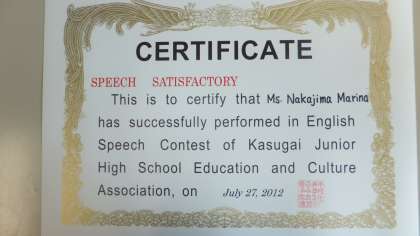 CERTIFICATE
SPEECH SATISFACTORY
This is to certify that Ms. Nakajima Marina
has successfully performed in English
Speech Contest of Kasugai Junior
High School Education and Culture
Association, on July 27, 2012